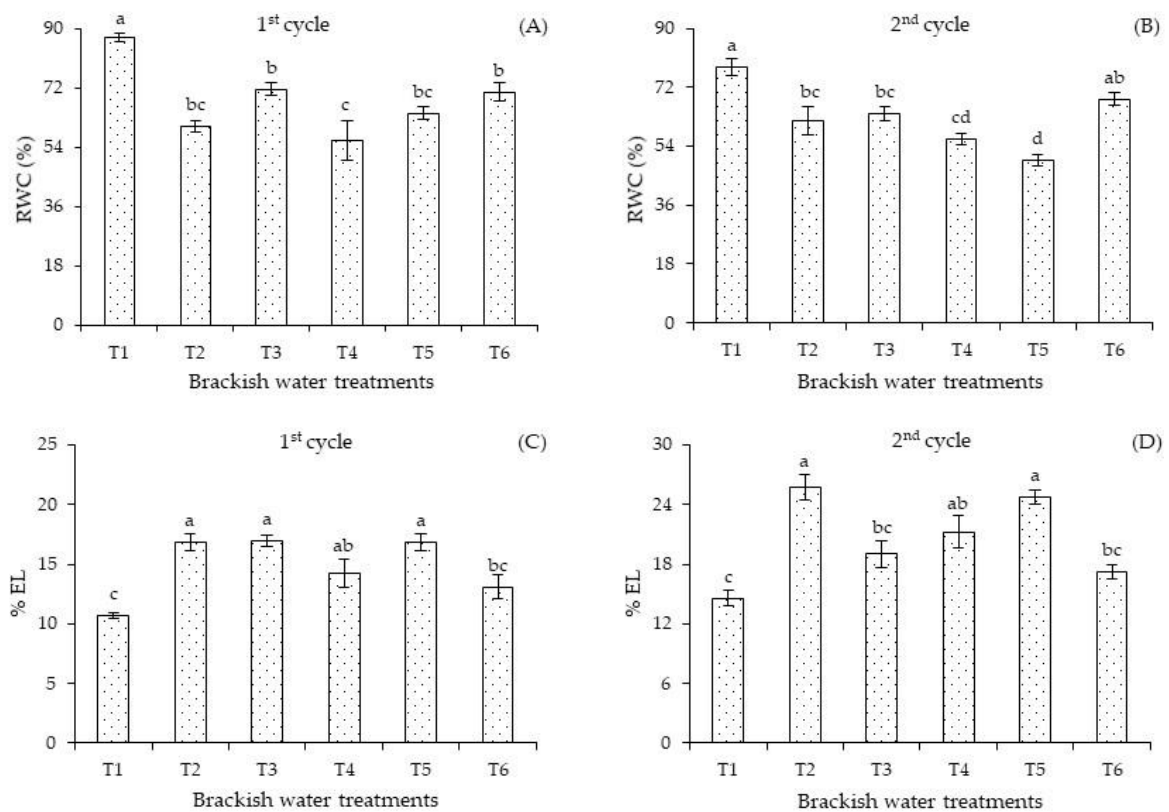 1st cycle (A)
90
72
54
36
18
0
RWC (%)
a
bc
b
c
bc
b
T1 T2 T3 T4 T5 T6
Brackish water treatments
2nd cycle (B)
90
72
54
36
18
0
RWC (%)
a
bc
bc
cd
d
ab
T1 T2 T3 T4 T5 T6
Brackish water treatments
1st cycle (C)
25
20
15
10
5
0
% EL
c
a
a
ab
a
bc
T1 T2 T3 T4 T5 T6
Brackish water treatments
2nd cycle (D)
30
24
18
12
6
0
% EL
c
a
bc
ab
a
bc
T1 T2 T3 T4 T5 T6
Brackish water treatments